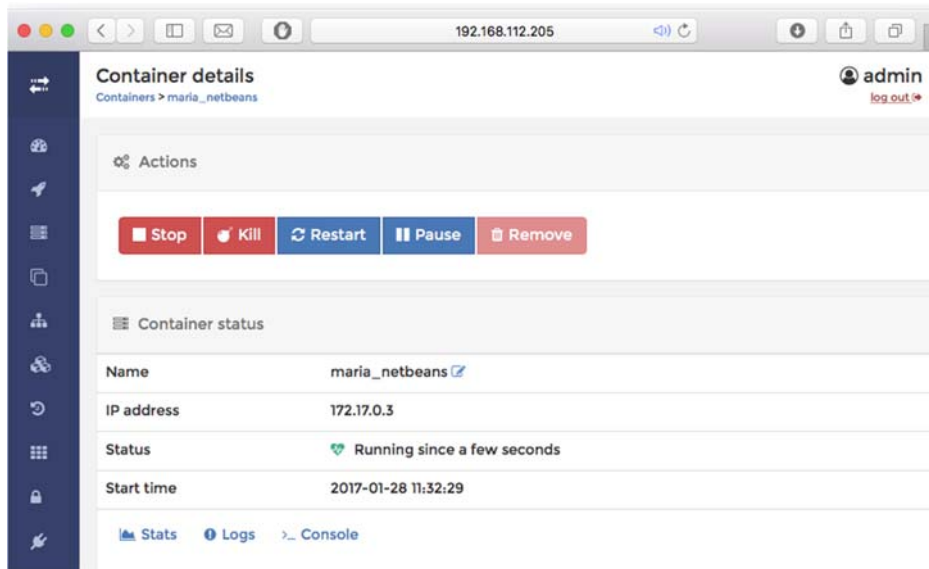 192.168.112.205
Container details
admin
Containers > maria_netbeans
log out
Actions
Stop
Kill
Restart
Pause
Remove
Container status
Name maria_netbeans
IP address 172.17.0.3
Status Running since a few seconds
Start time 2017-01-28 11:32:29
Stats Logs >_ Console